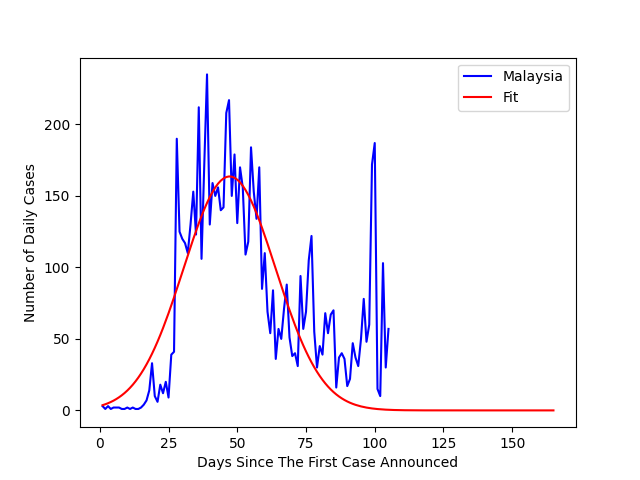 Malaysia
Fit
Number of Daily Cases
200
150
100
50
0
0 25 50 75 100 125 150
Days Since The First Case Announced